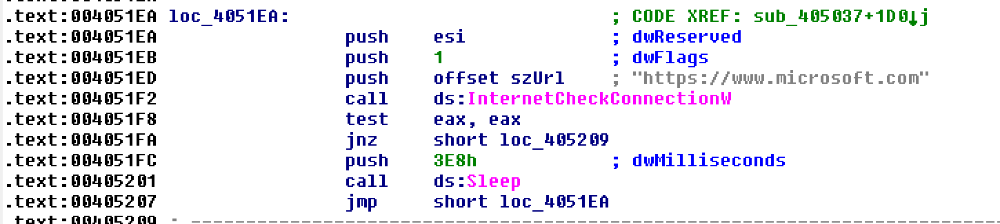 .text:004051EA loc_4051EA: ; CODE XREF: sub_405037+1D0↓j
.text:004051EA push esi ; dwReserved
.text:004051EB push 1 ; dwFlags
.text:004051ED push offset szUrl ; "https://www.microsoft.com"
.text:004051F2 call ds:InternetCheckConnectionW
.text:004051F8 test eax, eax
.text:004051FA jnz short loc_405209
.text:004051FC push 3E8h ; dwMilliseconds
.text:00405201 call ds:Sleep
.text:00405207 jmp short loc_4051EA
.text:00405209 ; ---------------------------------------------------------------------------